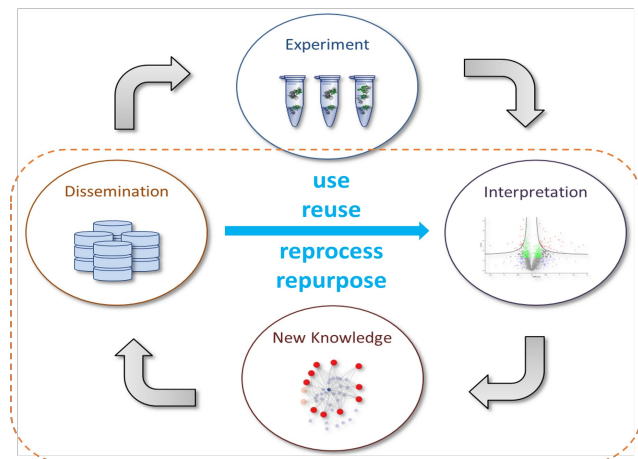 Experiment
Dissemination
use
reuse
reprocess
repurpose
Interpretation
New Knowledge